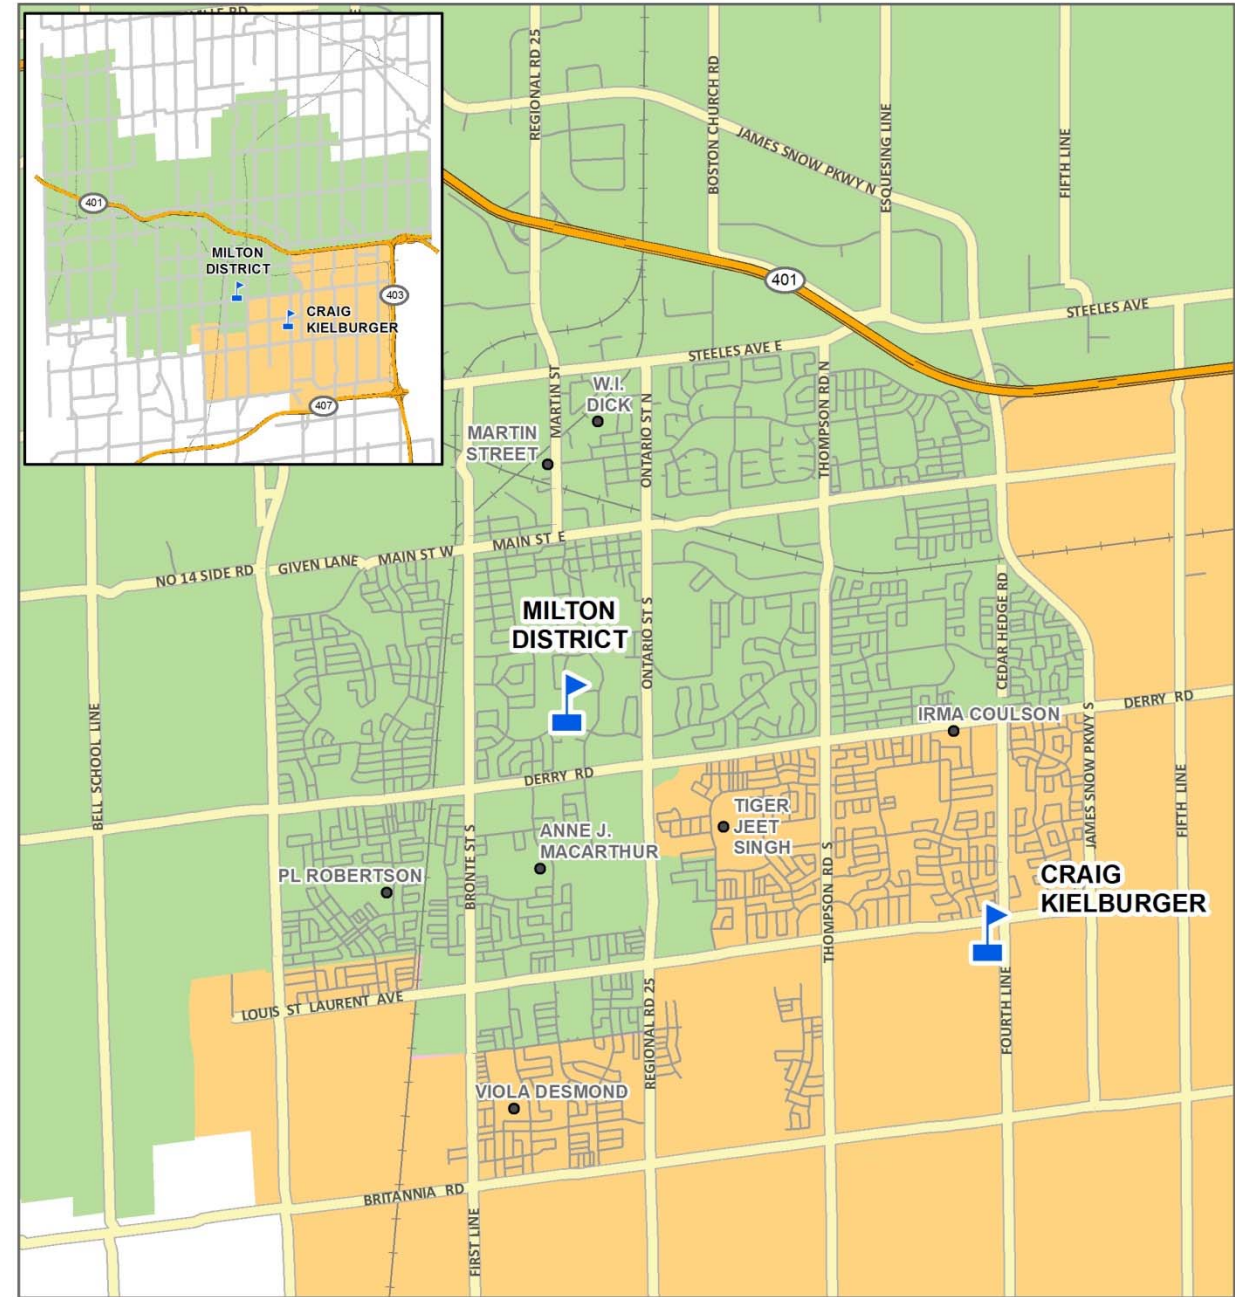 401
MILTON
DISTRICT
403
CRAIG
KIELBURGER
407
REGIONAL RD 25
BOSTON CHURCH RD
ESQUESING LINE
FIFTH LINE
JAMES SNOW PKWY N
401
STEELES AVE
STEELES AVE E
W.I.
DICK
MARTIN ST
MARTIN
STREET
ONTARIO ST N
THOMPSON RD N
MAIN ST E
MAIN ST W
GIVEN LANE
NO 14 SIDE RD
MILTON
DISTRICT
ONTARIO ST S
CEDAR HEDGE RD
DERRY RD
IRMA COULSON
JAMES SNOW PKWY S
FIFTH LINE
BELL SCHOOL LINE
DERRY RD
TIGER
JEET
SINGH
ANNE J.
MACARTHUR
PL ROBERTSON
BRONTE ST S
THOMPSON RD S
CRAIG
KIELBURGER
LOUIS ST LAURENT AVE
REGIONAL RD 25
FOURTH LINE
VIOLA DESMOND
BRITANNIA RD
FIRST LINE